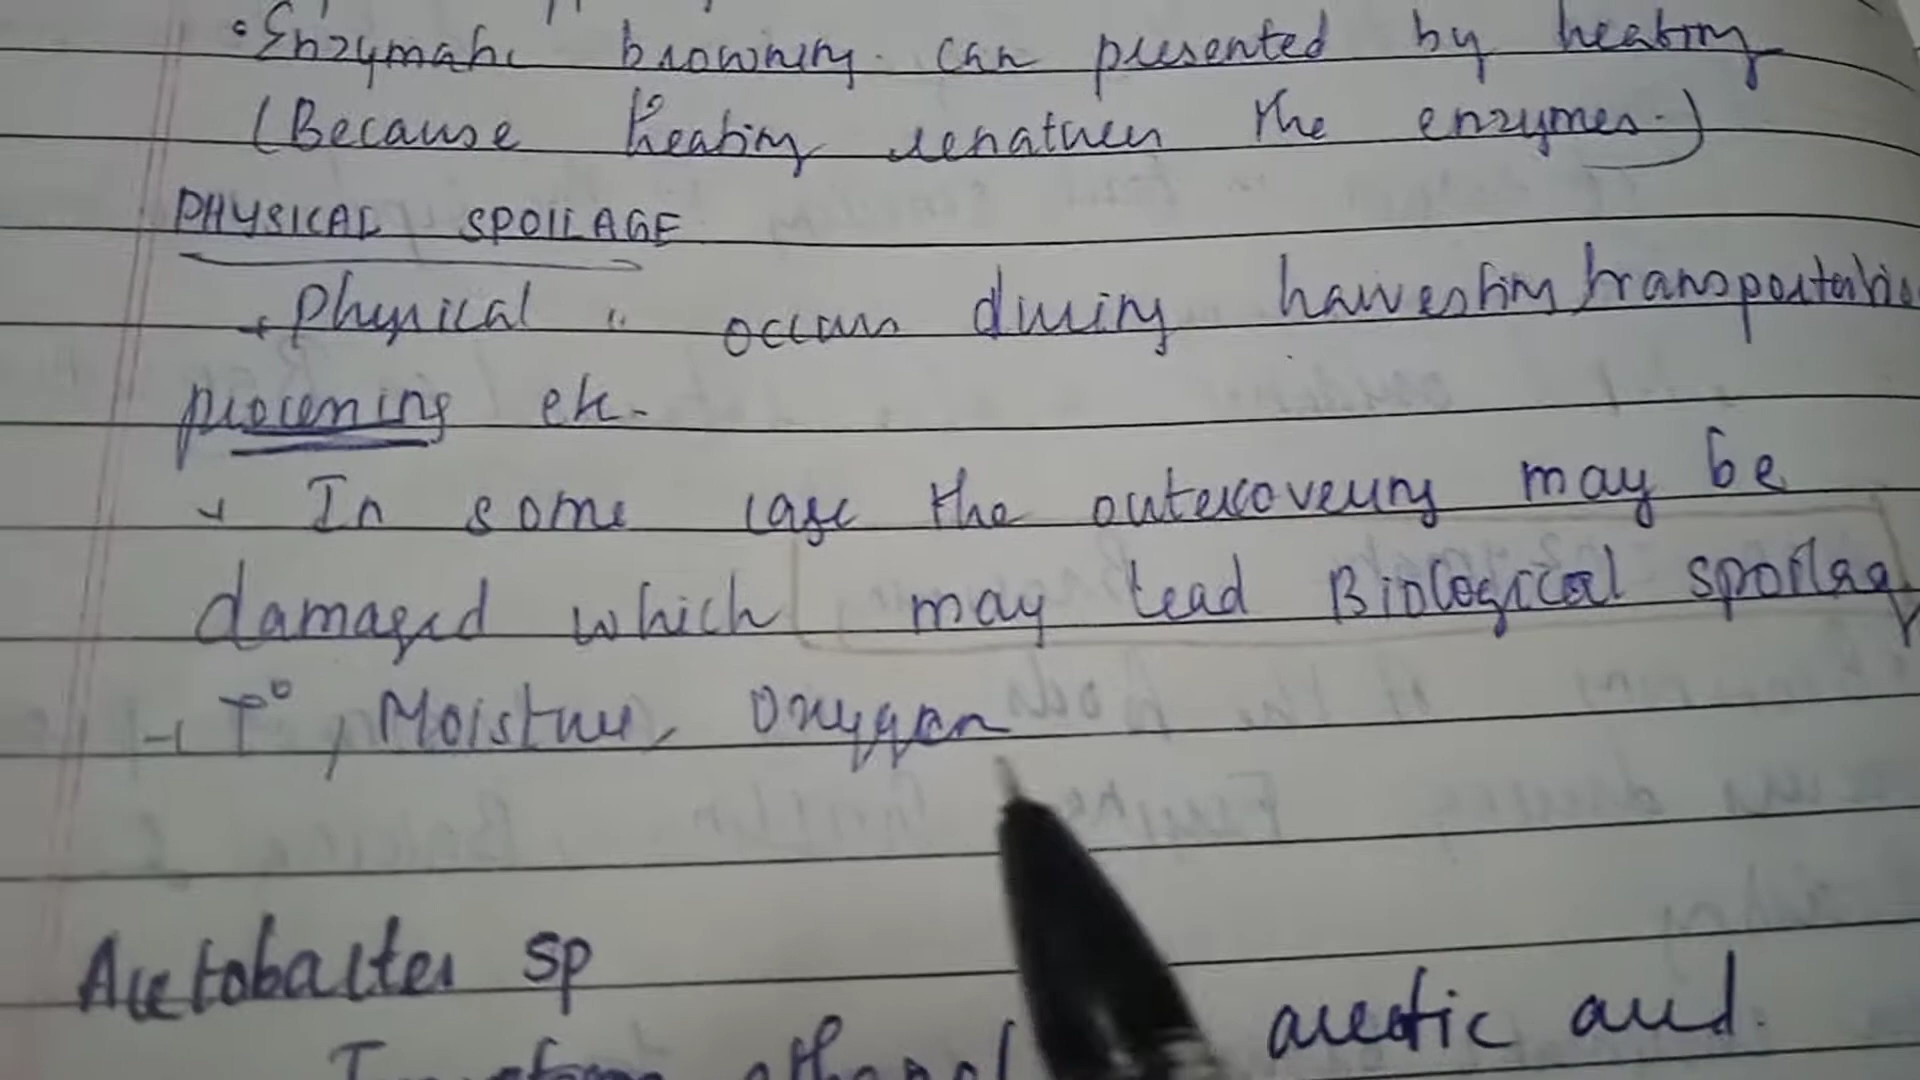 • Enzymatic browning can presented by heating
(Because heating denatures the enzymes.)
PHYSICAL SPOILAGE
Physical " occurs during harvesting transportation
processing etc.
In some case the outercovering may be
damaged which may lead Biological spoilage
T°, Moisture, Oxygen
Acetobacter sp
ethanol acetic acid.